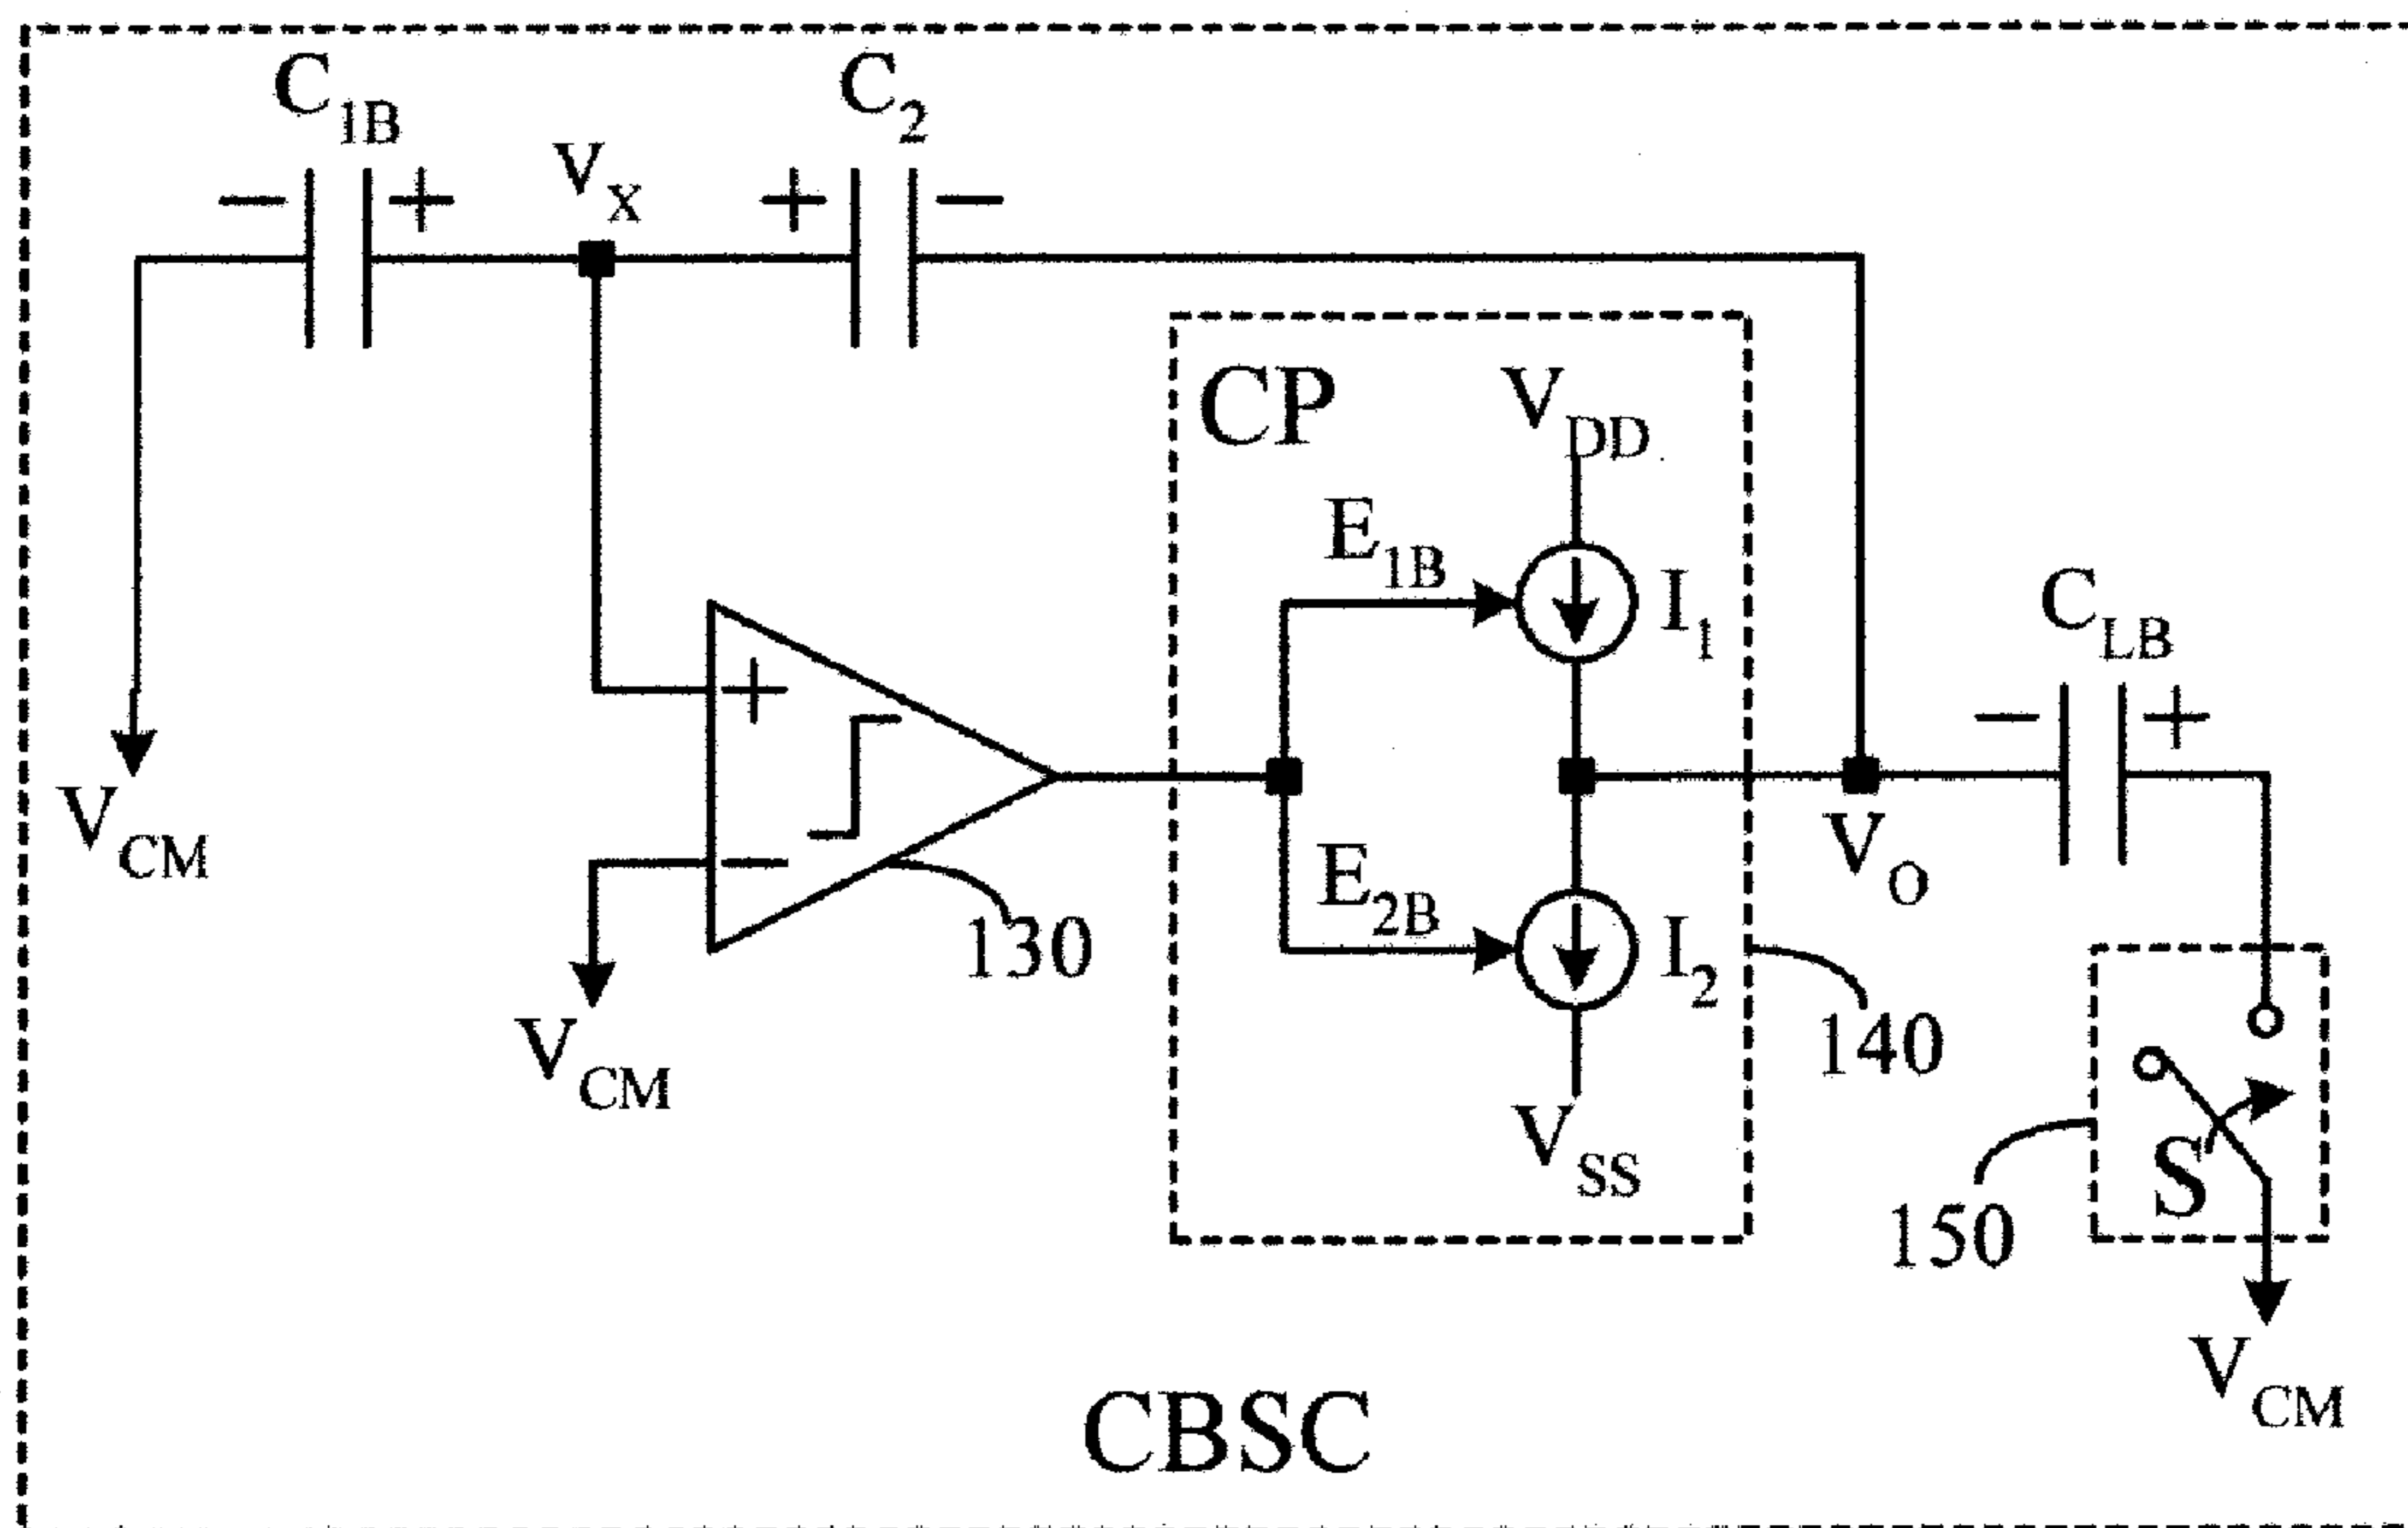 C1B
C2
VX
− +
+ −
CP
VDD
E1B
I1
CLB
+
− +
VCM
E2B
VO
−
130
I2
VCM
140
VSS
S
150
VCM
CBSC